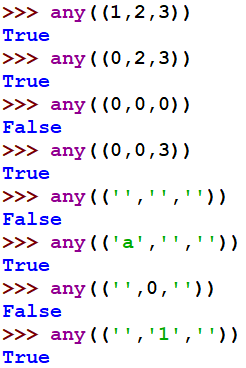 >>> any((1,2,3))
True
>>> any((0,2,3))
True
>>> any((0,0,0))
False
>>> any((0,0,3))
True
>>> any(('','',''))
False
>>> any(('a','',''))
True
>>> any(('',0,''))
False
>>> any(('','1',''))
True